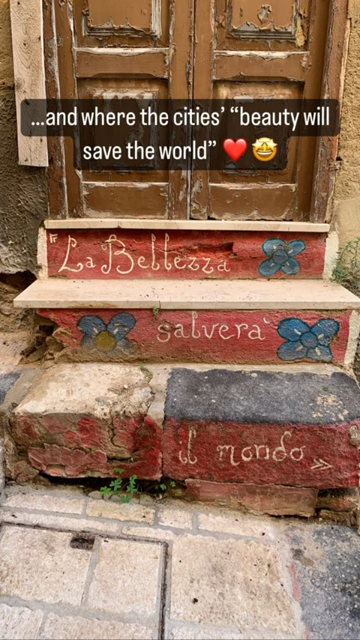 ...and where the cities' “beauty will
save the world” ❤️ 🤩
"La Bellezza
salverà
il mondo"